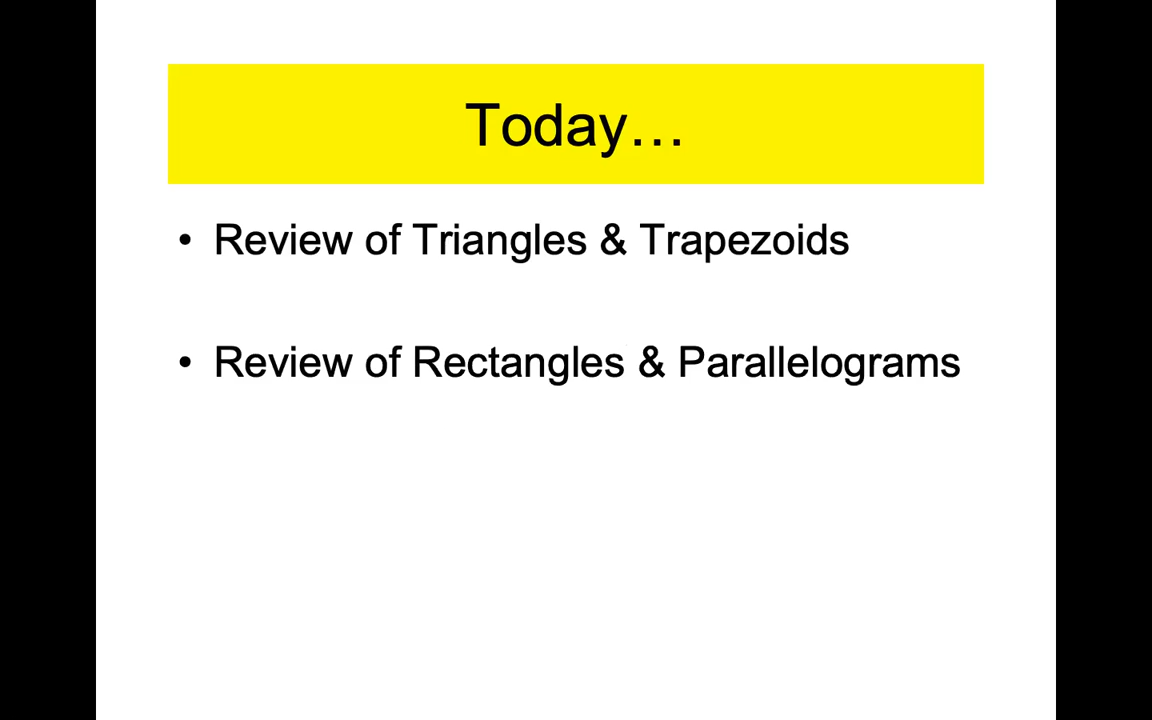 Today…
• Review of Triangles & Trapezoids
• Review of Rectangles & Parallelograms